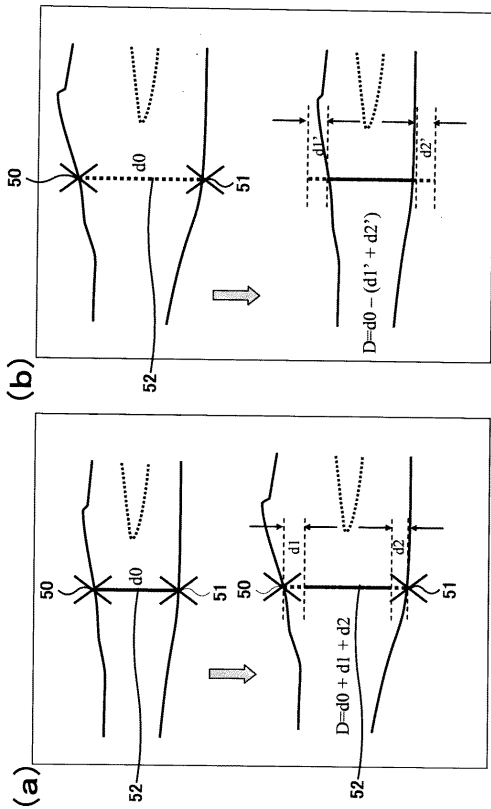 (a)
50
d0
51
52
50
d1
D=d0 + d1 + d2
d2
51
52
(b)
50
d0
51
52
d1'
D=d0 – (d1' + d2')
d2'